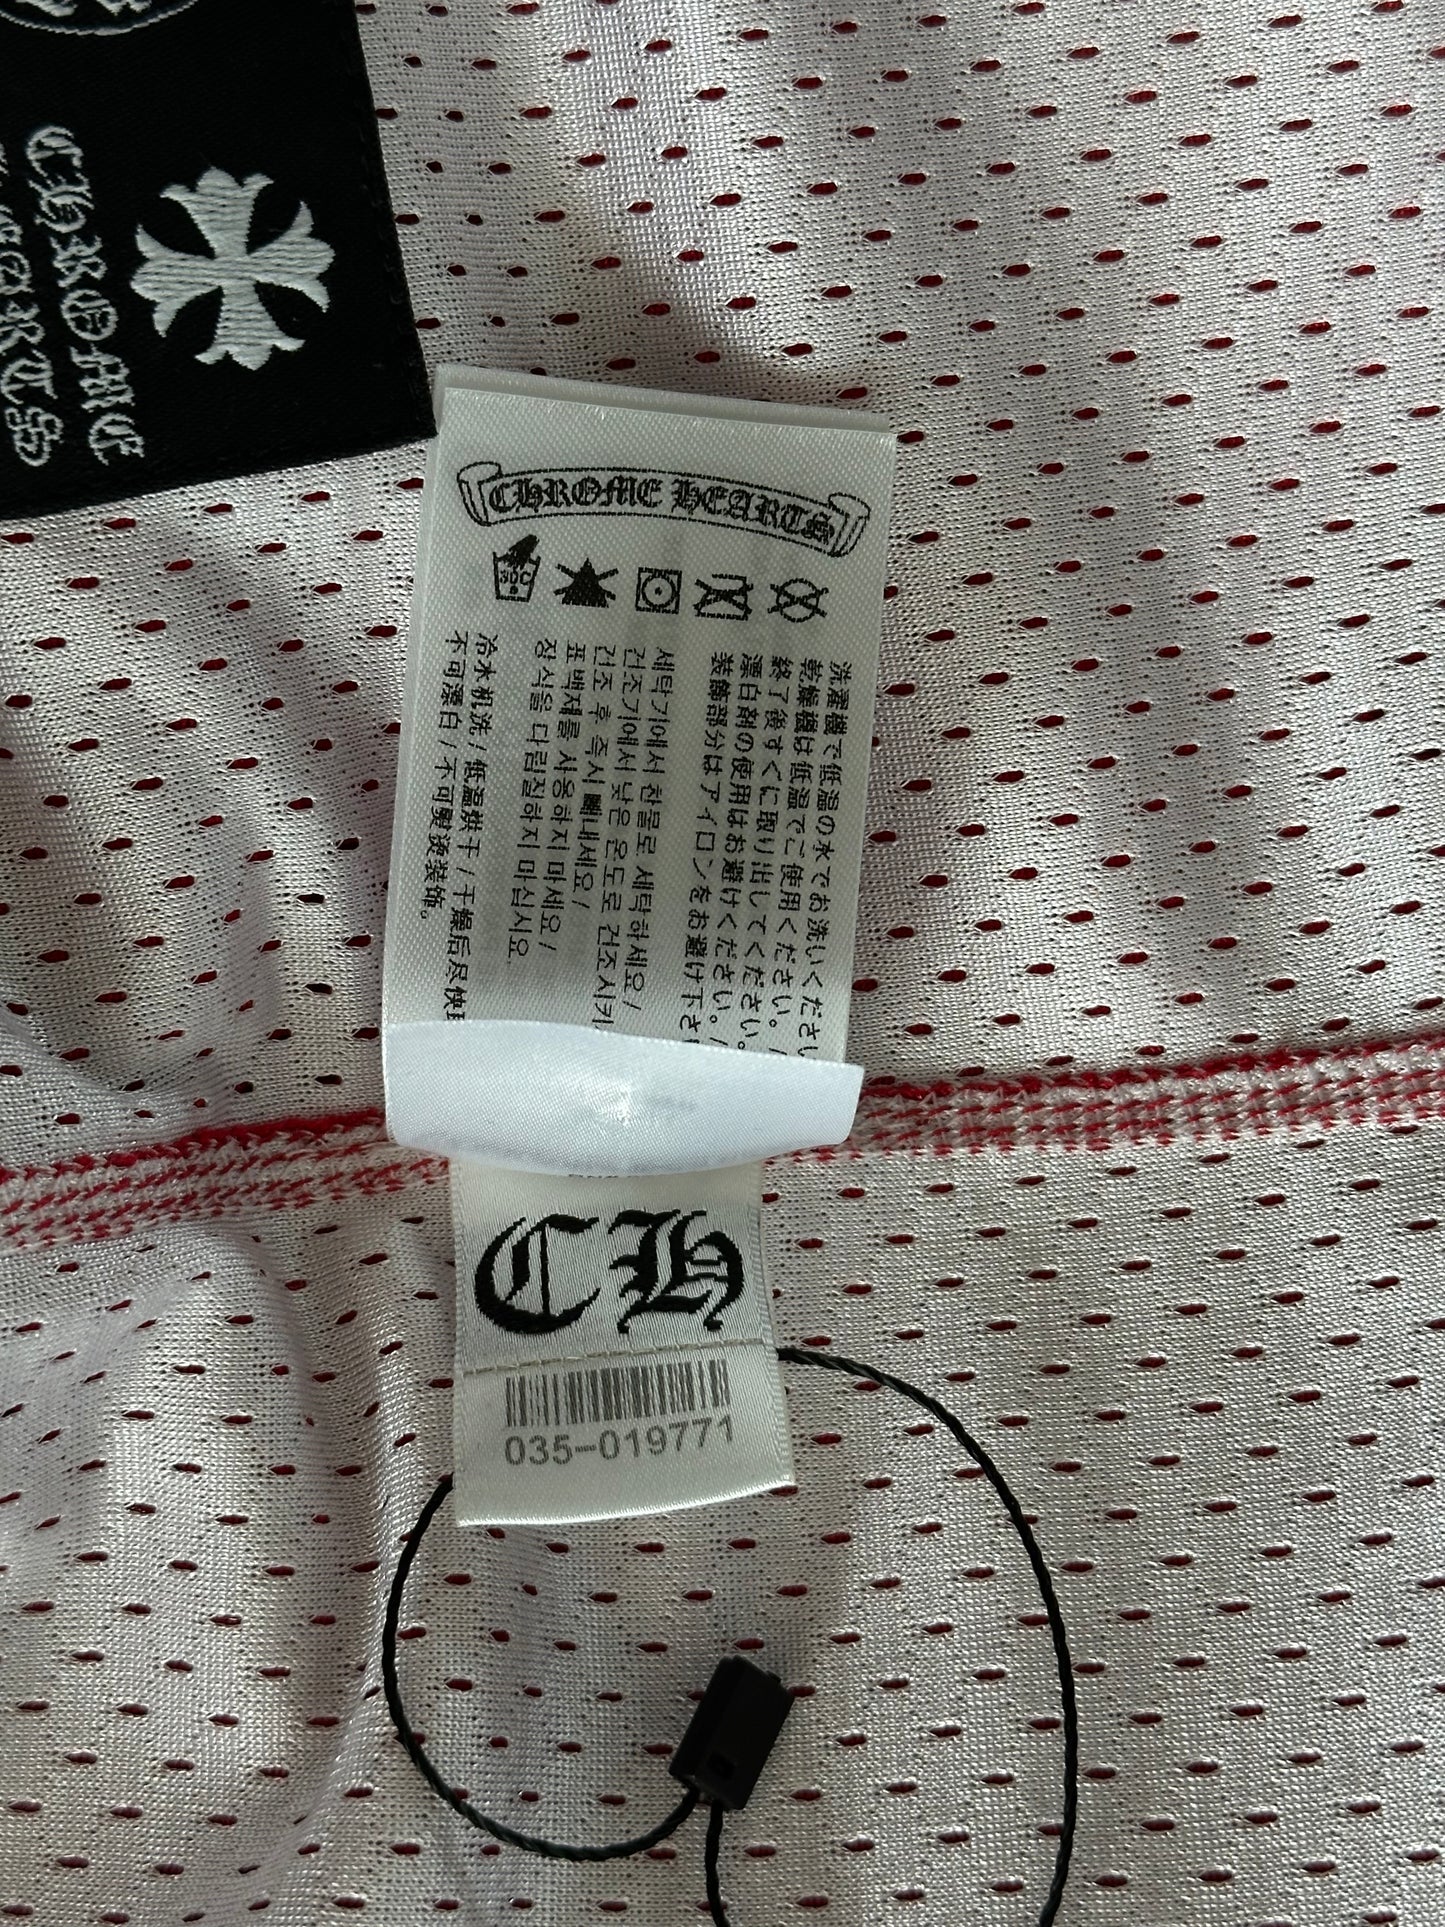 CHROME
HEARTS
CHROME HEARTS
30C
洗濯機で低温の水でお洗いくださ
乾燥機は低温でご使用ください。/
終了後すぐに取り出してください。
漂白剤の使用はお避けください。/
装飾部分はアイロンをお避け下さ
세탁기에서 찬물로 세탁하세요/
건조기에서 낮은 온도로 건조시키
건조 후 즉시 빼내세요/
표백제를 사용하지 마세요/
장식을 다림질하지 마십시요
冷水机洗/低温烘干/干燥后尽快
不可漂白/不可熨烫装饰。
CH
035-019771